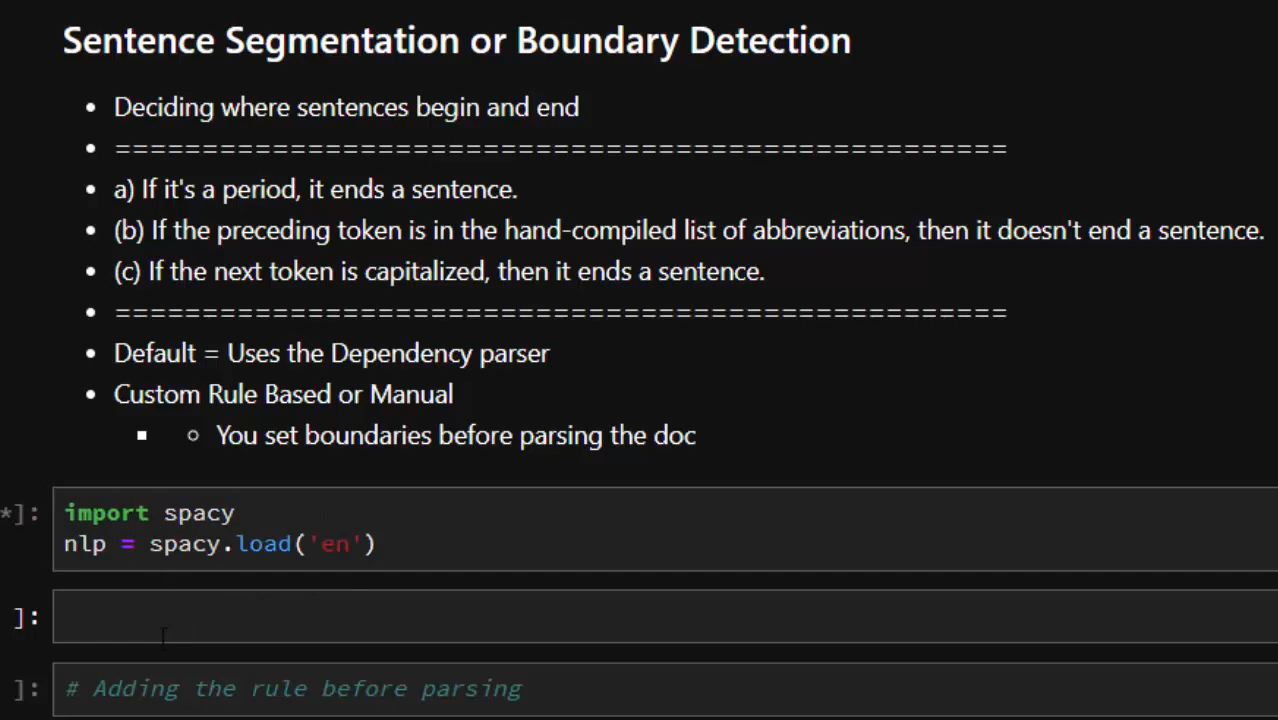 Sentence Segmentation or Boundary Detection
• Deciding where sentences begin and end
• ===================================================
• a) If it's a period, it ends a sentence.
• (b) If the preceding token is in the hand-compiled list of abbreviations, then it doesn't end a sentence.
• (c) If the next token is capitalized, then it ends a sentence.
• ===================================================
• Default = Uses the Dependency parser
• Custom Rule Based or Manual
▪ ○ You set boundaries before parsing the doc
*]: import spacy
nlp = spacy.load('en')
]:
]: # Adding the rule before parsing